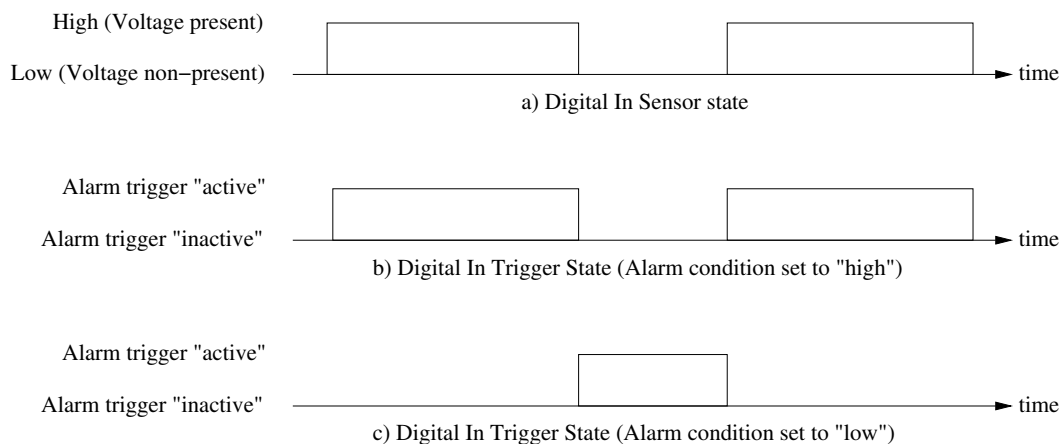 High (Voltage present)
Low (Voltage non−present)
time
a) Digital In Sensor state
Alarm trigger "active"
Alarm trigger "inactive"
time
b) Digital In Trigger State (Alarm condition set to "high")
Alarm trigger "active"
Alarm trigger "inactive"
time
c) Digital In Trigger State (Alarm condition set to "low")